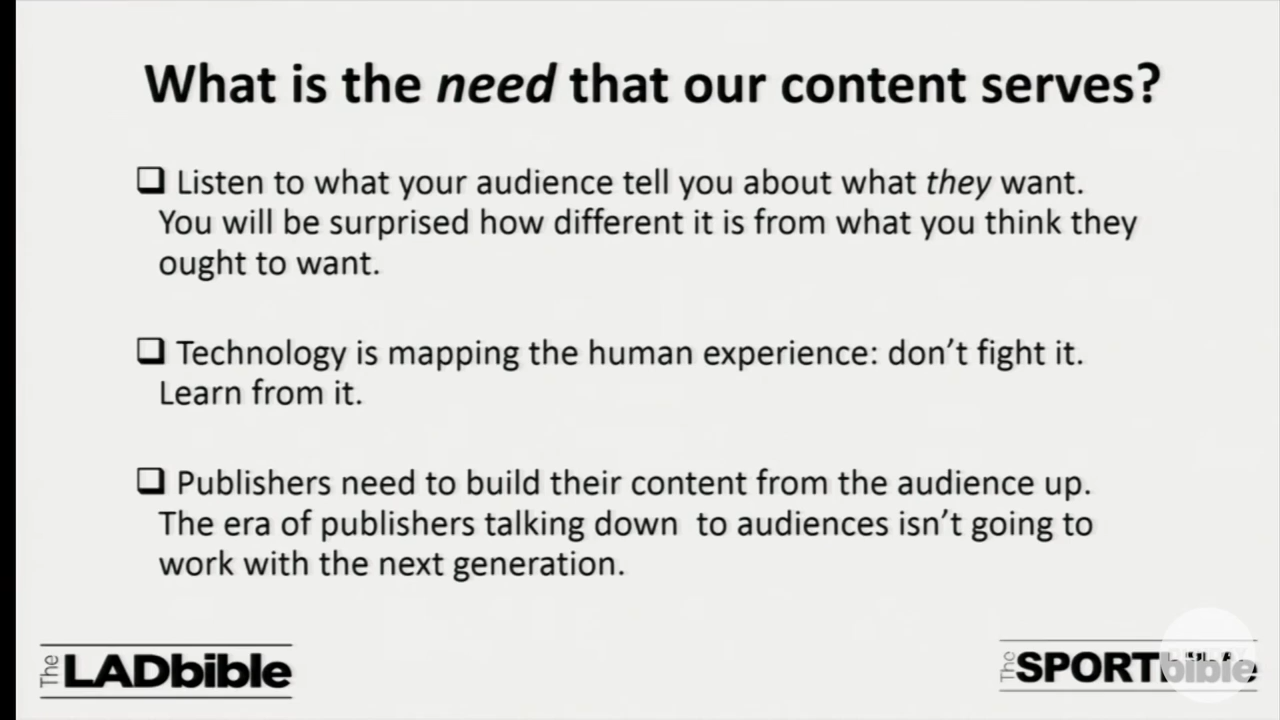 What is the need that our content serves?
Listen to what your audience tell you about what they want.
You will be surprised how different it is from what you think they
ought to want.
Technology is mapping the human experience: don't fight it.
Learn from it.
Publishers need to build their content from the audience up.
The era of publishers talking down to audiences isn't going to
work with the next generation.
The LADbible
The SPORTbible